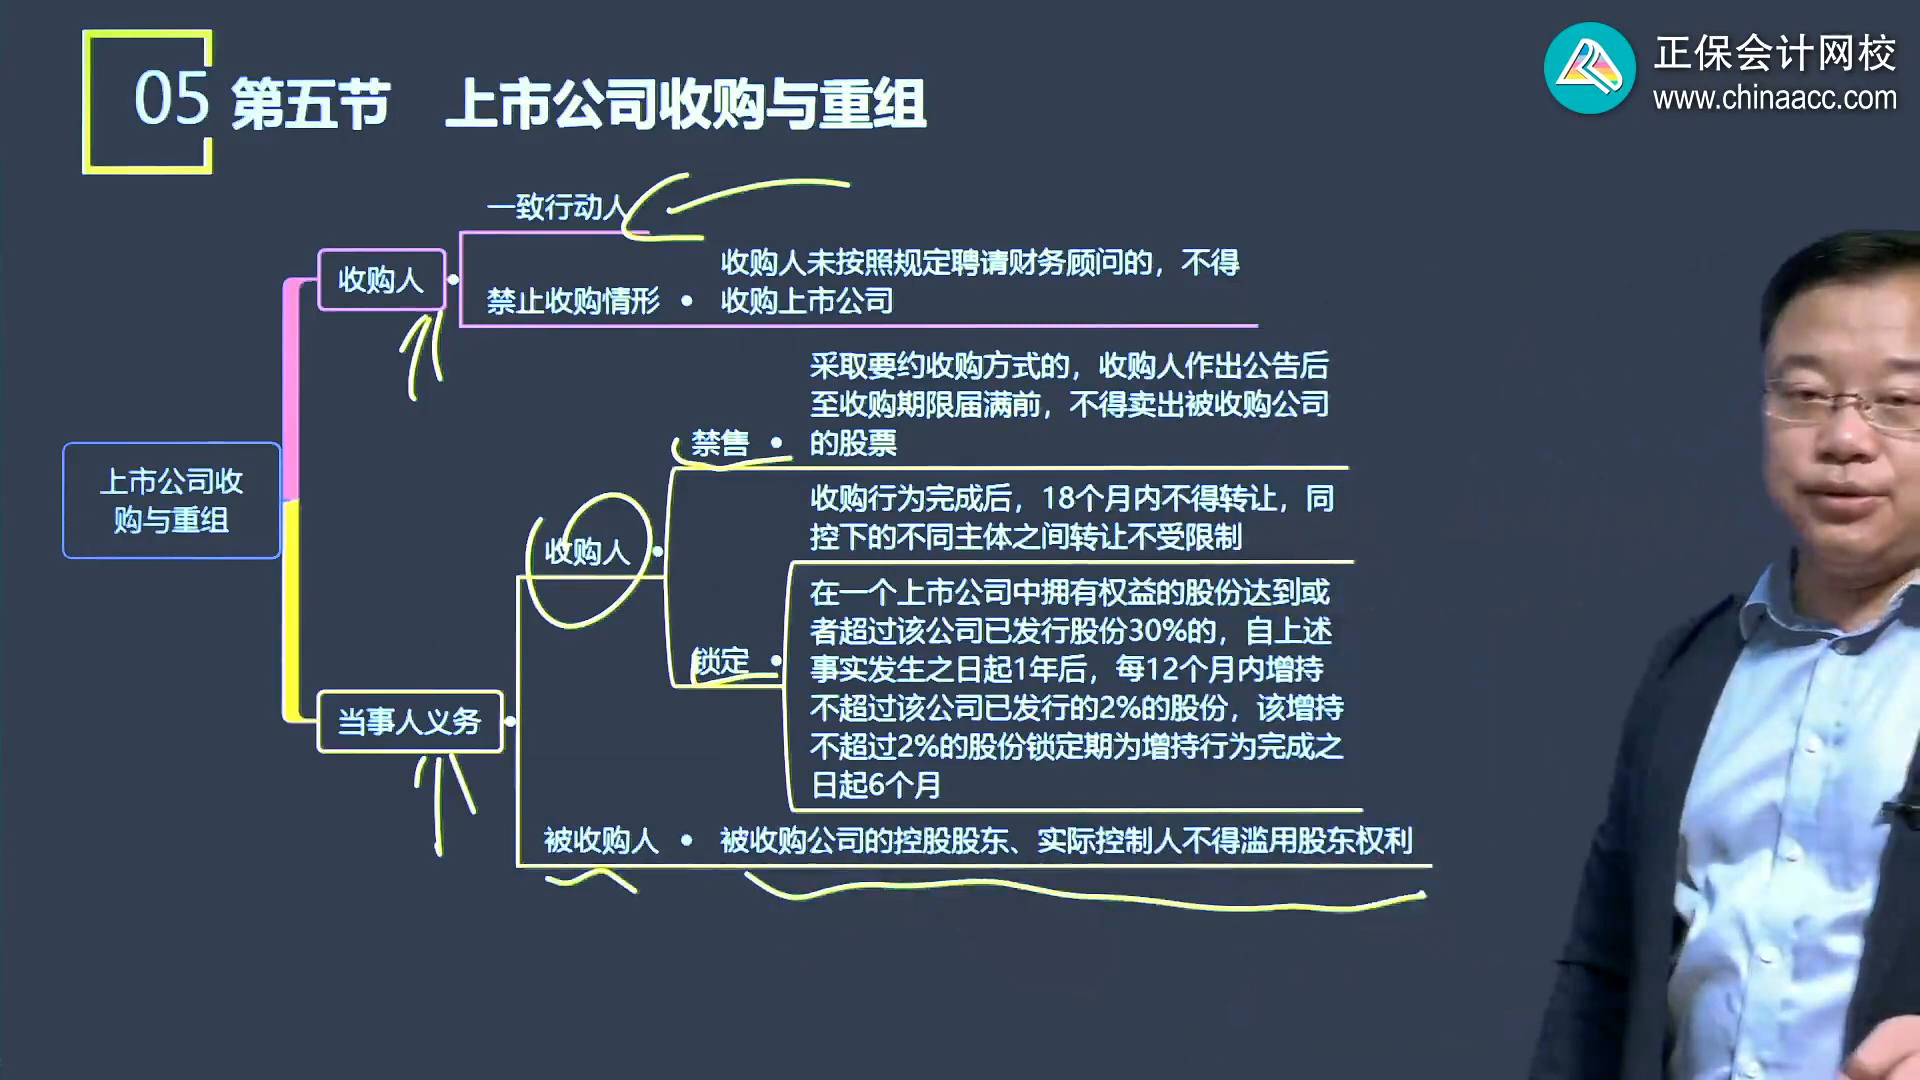 正保会计网校
www.chinaacc.com
05 第五节 上市公司收购与重组
一致行动人
收购人
收购人未按照规定聘请财务顾问的，不得
禁止收购情形 • 收购上市公司
采取要约收购方式的，收购人作出公告后
至收购期限届满前，不得卖出被收购公司
禁售 • 的股票
上市公司收
购与重组
收购行为完成后，18个月内不得转让，同
控下的不同主体之间转让不受限制
收购人
在一个上市公司中拥有权益的股份达到或
者超过该公司已发行股份30%的，自上述
锁定
事实发生之日起1年后，每12个月内增持
不超过该公司已发行的2%的股份，该增持
当事人义务
不超过2%的股份锁定期为增持行为完成之
日起6个月
被收购人 • 被收购公司的控股股东、实际控制人不得滥用股东权利